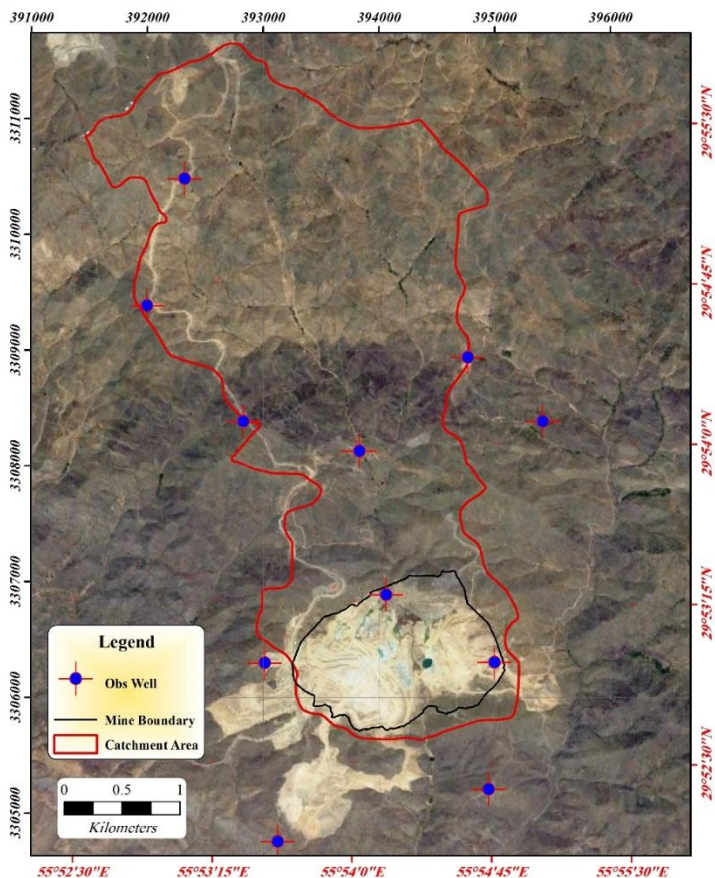 391000 392000 393000 394000 395000 396000
3311000
3310000
3309000
3308000
3307000
3306000
3305000
29°55'30"N
29°54'45"N
29°54'0"N
29°53'15"N
29°52'30"N
Legend
Obs Well
Mine Boundary
Catchment Area
0 0.5 1
Kilometers
55°52'30"E 55°53'15"E 55°54'0"E 55°54'45"E 55°55'30"E